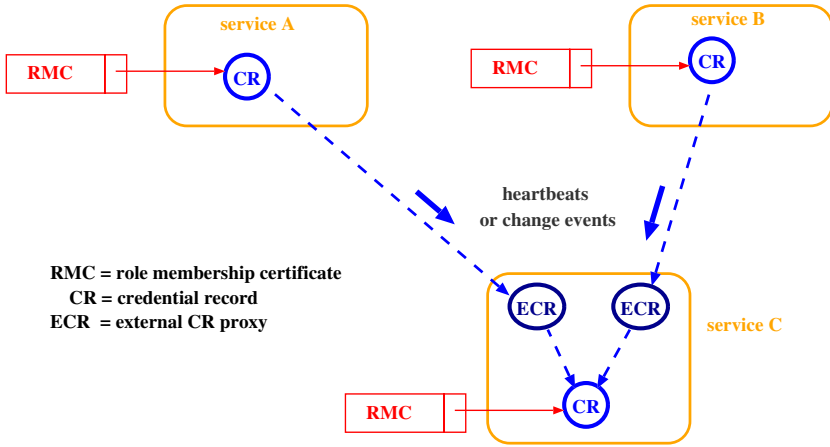 service A
service B
RMC
CR
RMC
CR
heartbeats
or change events
RMC = role membership certificate
CR = credential record
ECR = external CR proxy
ECR
ECR
service C
RMC
CR